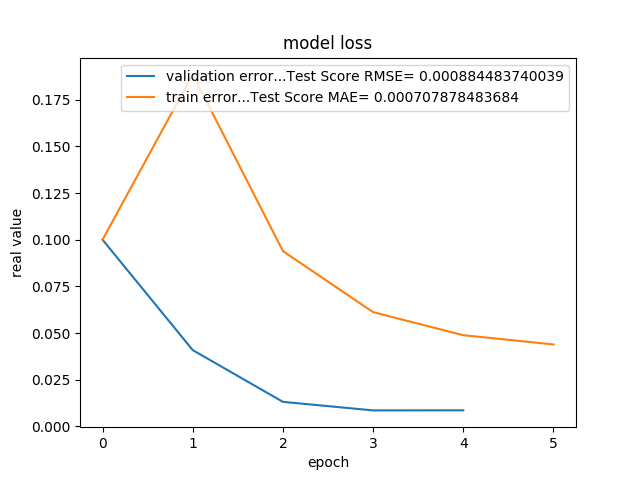 model loss
validation error...Test Score RMSE= 0.000884483740039
train error...Test Score MAE= 0.000707878483684
0.175
0.150
0.125
0.100
0.075
0.050
0.025
0.000
real value
0 1 2 3 4 5
epoch